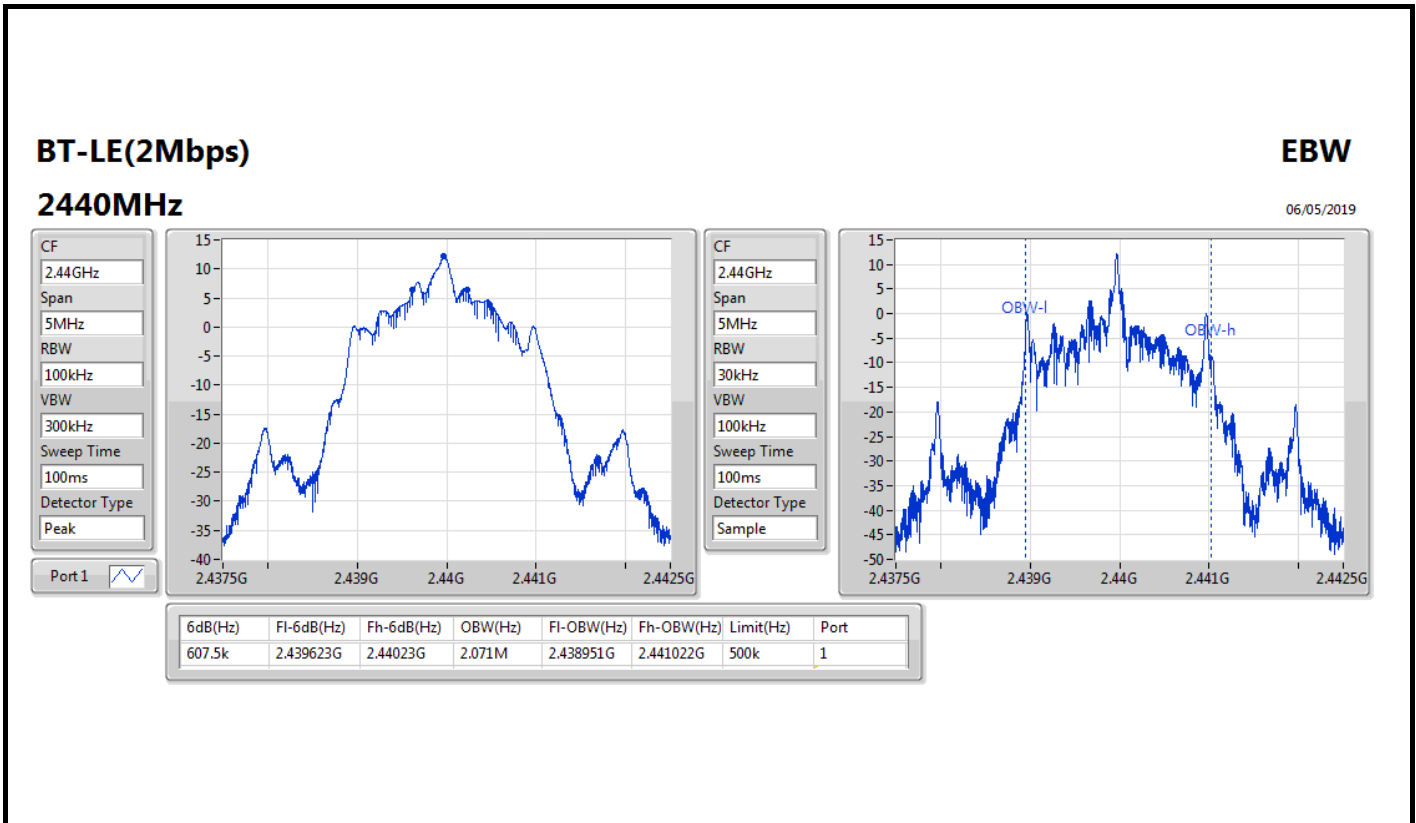 BT-LE(2Mbps)
EBW
2440MHz
06/05/2019
CF
2.44GHz
Span
5MHz
RBW
100kHz
VBW
300kHz
Sweep Time
100ms
Detector Type
Peak
Port 1
15
10
5
0
-5
-10
-15
-20
-25
-30
-35
-40
2.4375G 2.439G 2.44G 2.441G 2.4425G
CF
2.44GHz
Span
5MHz
RBW
30kHz
VBW
100kHz
Sweep Time
100ms
Detector Type
Sample
15
10
5
0
-5
-10
-15
-20
-25
-30
-35
-40
-45
-50
OBW-l
OBW-h
2.4375G 2.439G 2.44G 2.441G 2.4425G
6dB(Hz) Fl-6dB(Hz) Fh-6dB(Hz) OBW(Hz) Fl-OBW(Hz) Fh-OBW(Hz) Limit(Hz) Port
607.5k 2.439623G 2.44023G 2.071M 2.438951G 2.441022G 500k 1